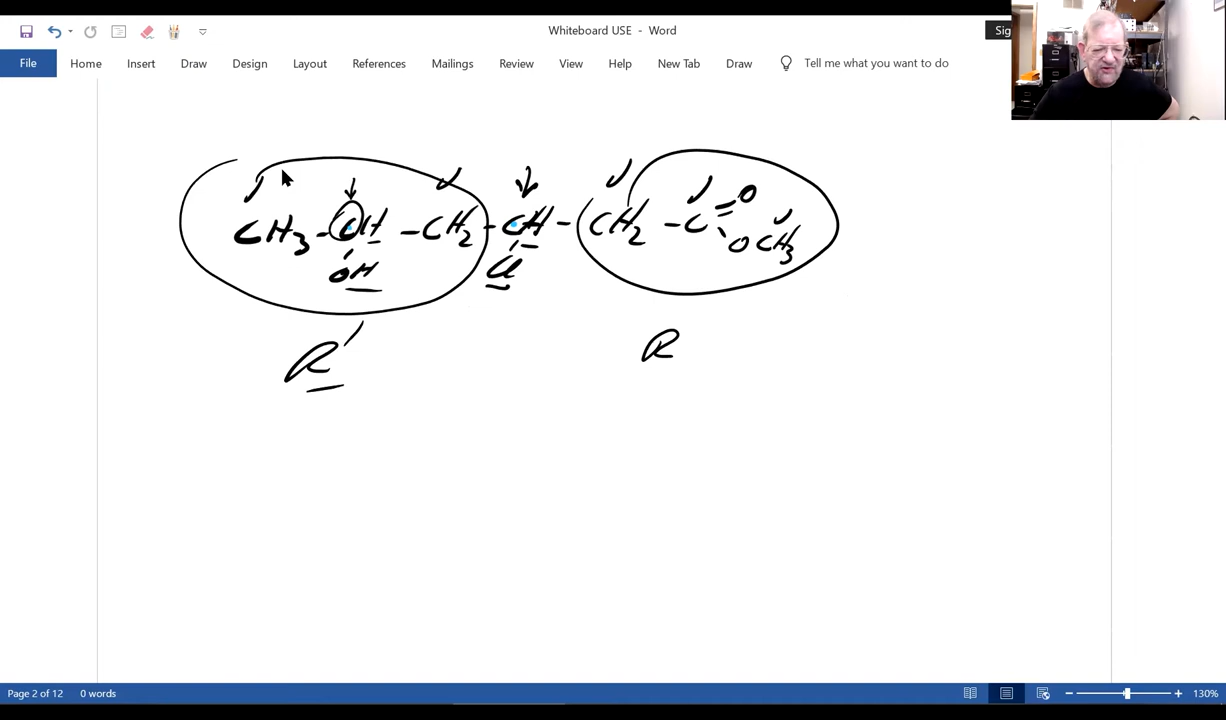 Whiteboard USE - Word
Sig
File Home Insert Draw Design Layout References Mailings Review View Help New Tab Draw Tell me what you want to do
CH3 - CH - CH2 - CH - CH2 - C = O
OH Cl OCH3
R' R
Page 2 of 12 0 words 130%